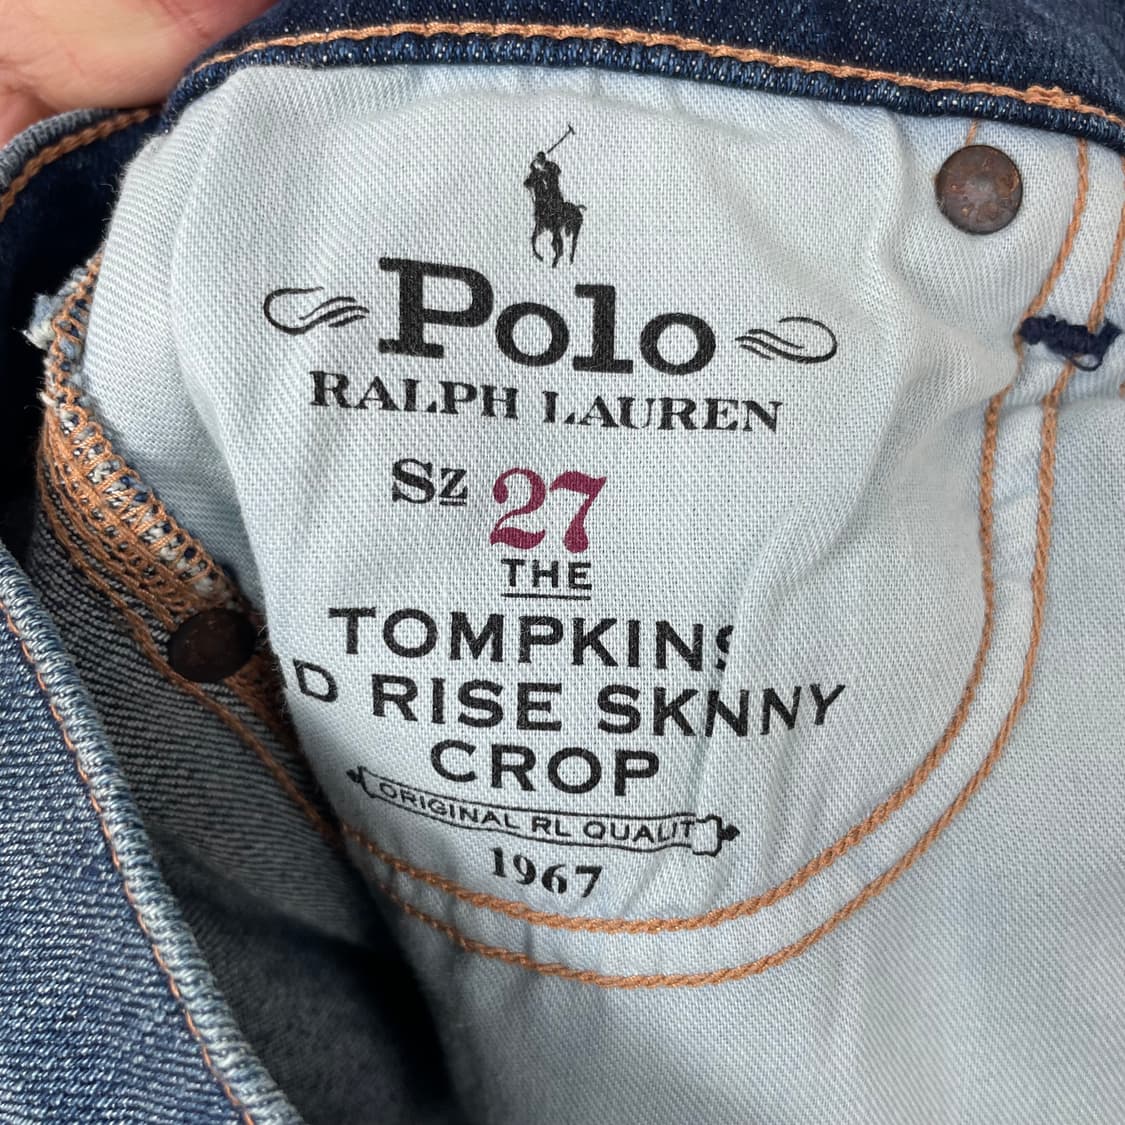 Polo
RALPH LAUREN
Sz 27
THE
TOMPKINS
D RISE SKNNY
CROP
ORIGINAL RL QUALIT
1967